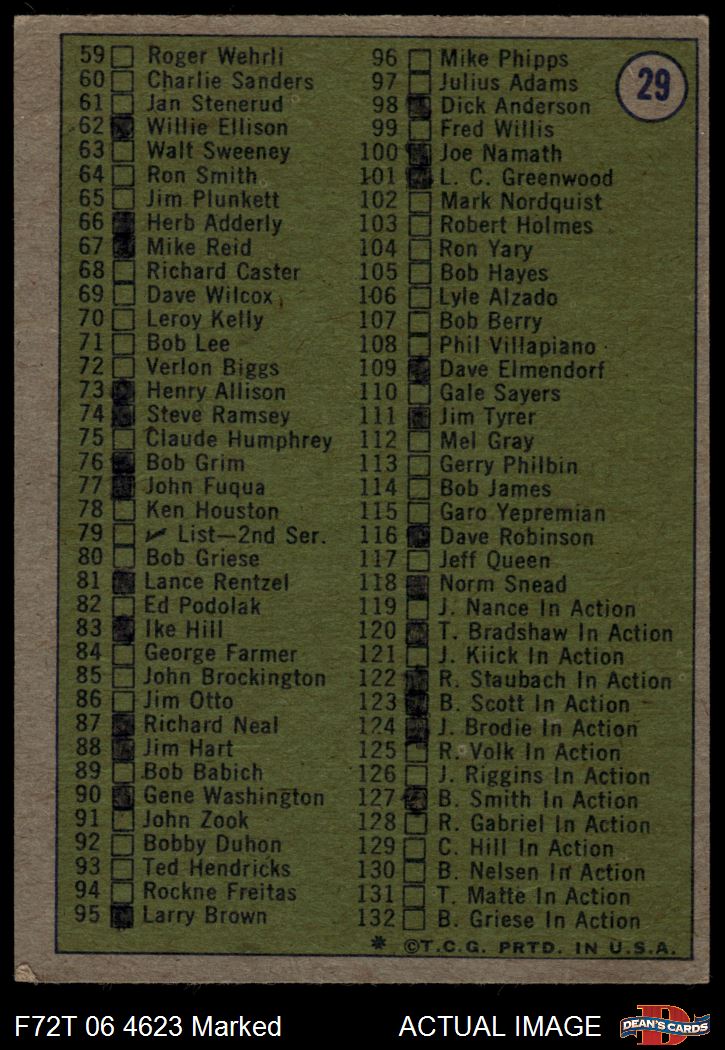 29
59 Roger Wehrli
60 Charlie Sanders
61 Jan Stenerud
62 Willie Ellison
63 Walt Sweeney
64 Ron Smith
65 Jim Plunkett
66 Herb Adderly
67 Mike Reid
68 Richard Caster
69 Dave Wilcox
70 Leroy Kelly
71 Bob Lee
72 Verlon Biggs
73 Henry Allison
74 Steve Ramsey
75 Claude Humphrey
76 Bob Grim
77 John Fuqua
78 Ken Houston
79 List—2nd Ser.
80 Bob Griese
81 Lance Rentzel
82 Ed Podolak
83 Ike Hill
84 George Farmer
85 John Brockington
86 Jim Otto
87 Richard Neal
88 Jim Hart
89 Bob Babich
90 Gene Washington
91 John Zook
92 Bobby Duhon
93 Ted Hendricks
94 Rockne Freitas
95 Larry Brown
96 Mike Phipps
97 Julius Adams
98 Dick Anderson
99 Fred Willis
100 Joe Namath
101 L. C. Greenwood
102 Mark Nordquist
103 Robert Holmes
104 Ron Yary
105 Bob Hayes
106 Lyle Alzado
107 Bob Berry
108 Phil Villapiano
109 Dave Elmendorf
110 Gale Sayers
111 Jim Tyrer
112 Mel Gray
113 Gerry Philbin
114 Bob James
115 Garo Yepremian
116 Dave Robinson
117 Jeff Queen
118 Norm Snead
119 J. Nance In Action
120 T. Bradshaw In Action
121 J. Kiick In Action
122 R. Staubach In Action
123 B. Scott In Action
124 J. Brodie In Action
125 R. Volk In Action
126 J. Riggins In Action
127 B. Smith In Action
128 R. Gabriel In Action
129 C. Hill In Action
130 B. Nelsen In Action
131 T. Matte In Action
132 B. Griese In Action
* ©T.C.G. PRTD. IN U.S.A.
F72T 06 4623 Marked
ACTUAL IMAGE
D
DEAN'S CARDS